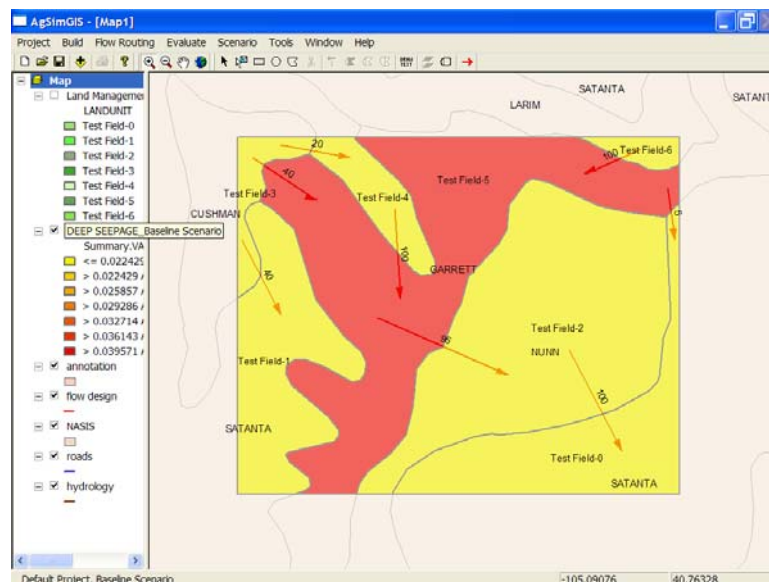 AgSimGIS - [Map1]
Project Build Flow Routing Evaluate Scenario Tools Window Help
Map
Land Managemen
LANDUNIT
Test Field-0
Test Field-1
Test Field-2
Test Field-3
Test Field-4
Test Field-5
Test Field-6
DEEP SEEPAGE_Baseline Scenario
Summary.VA
<= 0.022429
> 0.022429
> 0.025857
> 0.029286
> 0.032714
> 0.036143
> 0.039571
annotation
flow design
NASIS
roads
hydrology
SATANTA
SATANT
LARIM
20
100
Test Field-6
40
Test Field-5
Test Field-3
Test Field-4
CUSHMAN
5
100
GARRETT
40
Test Field-2
96
NUNN
Test Field-1
100
SATANTA
Test Field-0
SATANTA
Default Project, Baseline Scenario
-105.09076
40.76328